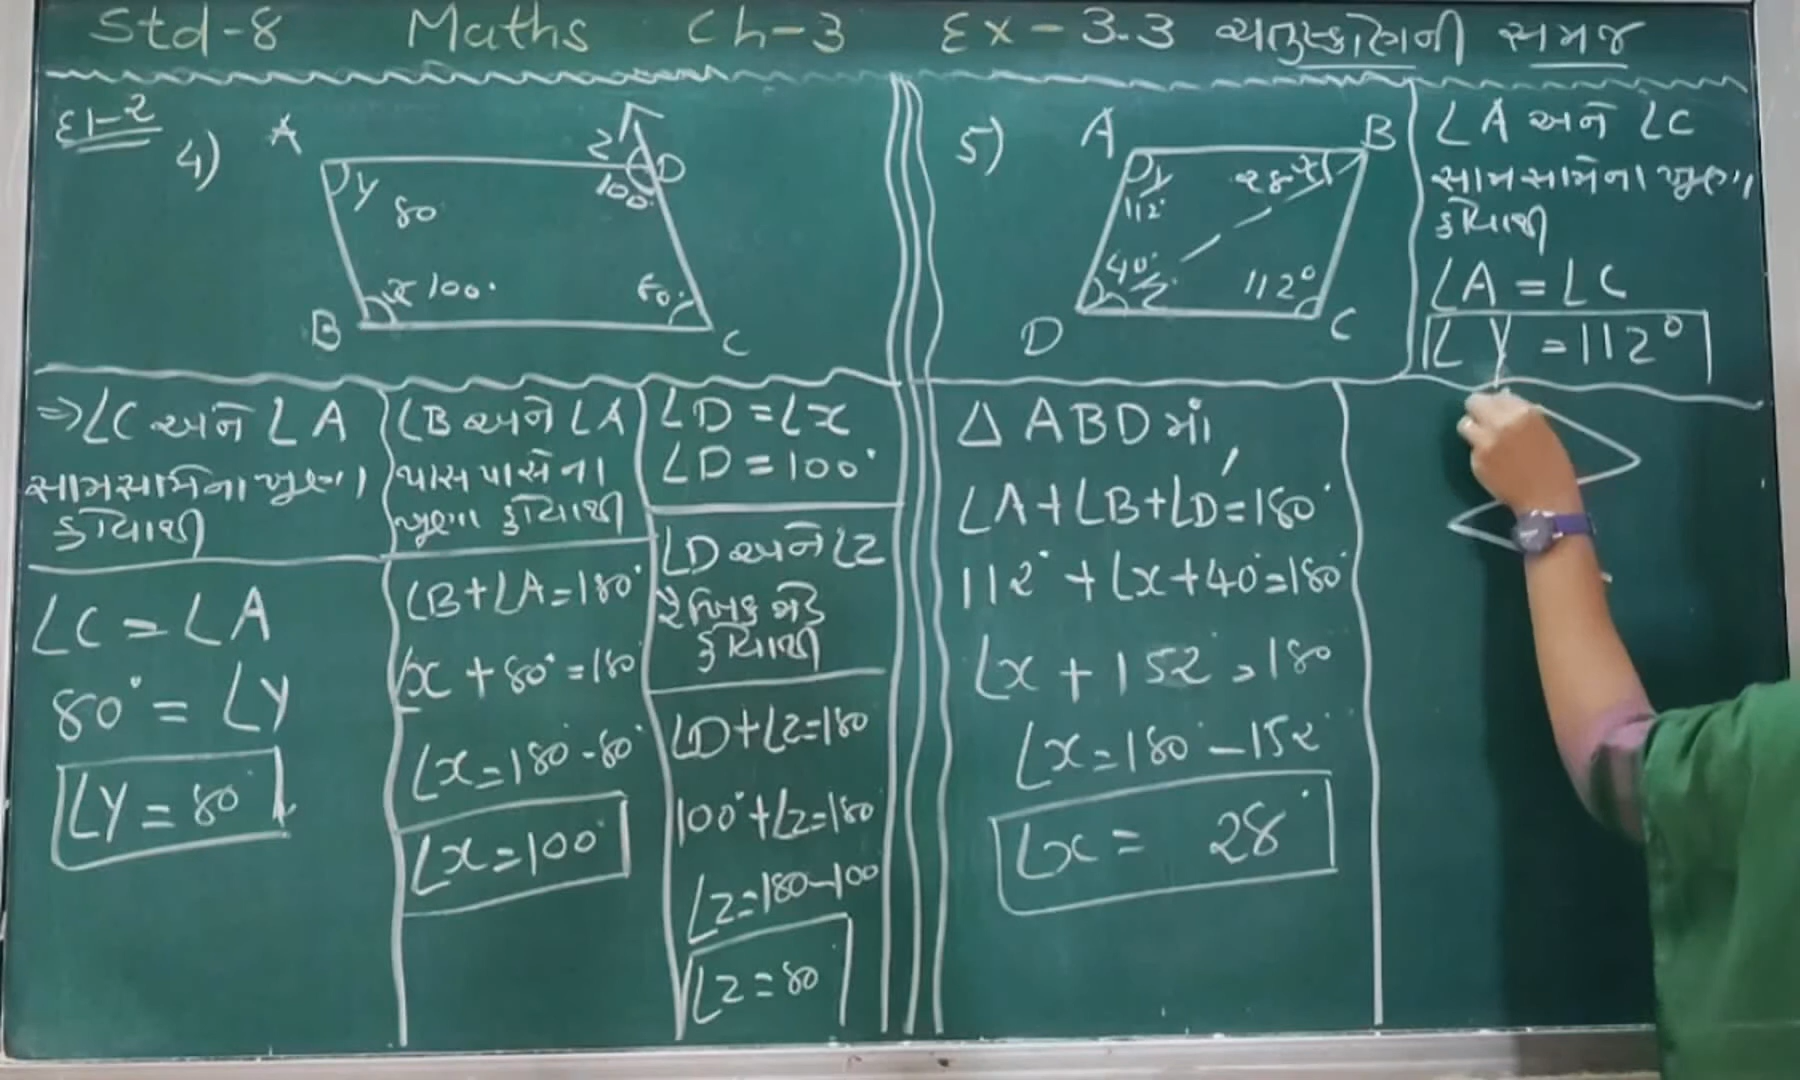 Std-8 Maths Ch-3 Ex-3.3 ચતુષ્કોણની સમજ
દા-2
4)
A
Z
D
y
80
100°
x 100°
80°
B
C
⇒ ∠C અને ∠A
સામસામેના ખૂણા
હોવાથી
∠C = ∠A
80° = ∠y
∠y = 80°
∠B અને ∠A
પાસપાસેના
ખૂણા હોવાથી
∠B+∠A=180°
∠x + 80° = 180
∠x=180°-80°
∠x=100°
∠D = ∠x
∠D = 100°
∠D અને ∠Z
રૈખિક જોડ
હોવાથી
∠D+∠Z=180
100°+∠Z=180
∠Z=180-100
∠Z=80
5)
A
B
y
112°
28° x
40°
Z
112°
D
C
∠A અને ∠C
સામસામેના ખૂણા
હોવાથી
∠A = ∠C
∠y = 112°
△ ABD માં,
∠A+∠B+∠D=180°
112° + ∠x+40°=180°
∠x + 152° = 180
∠x=180°-152°
∠x = 28°